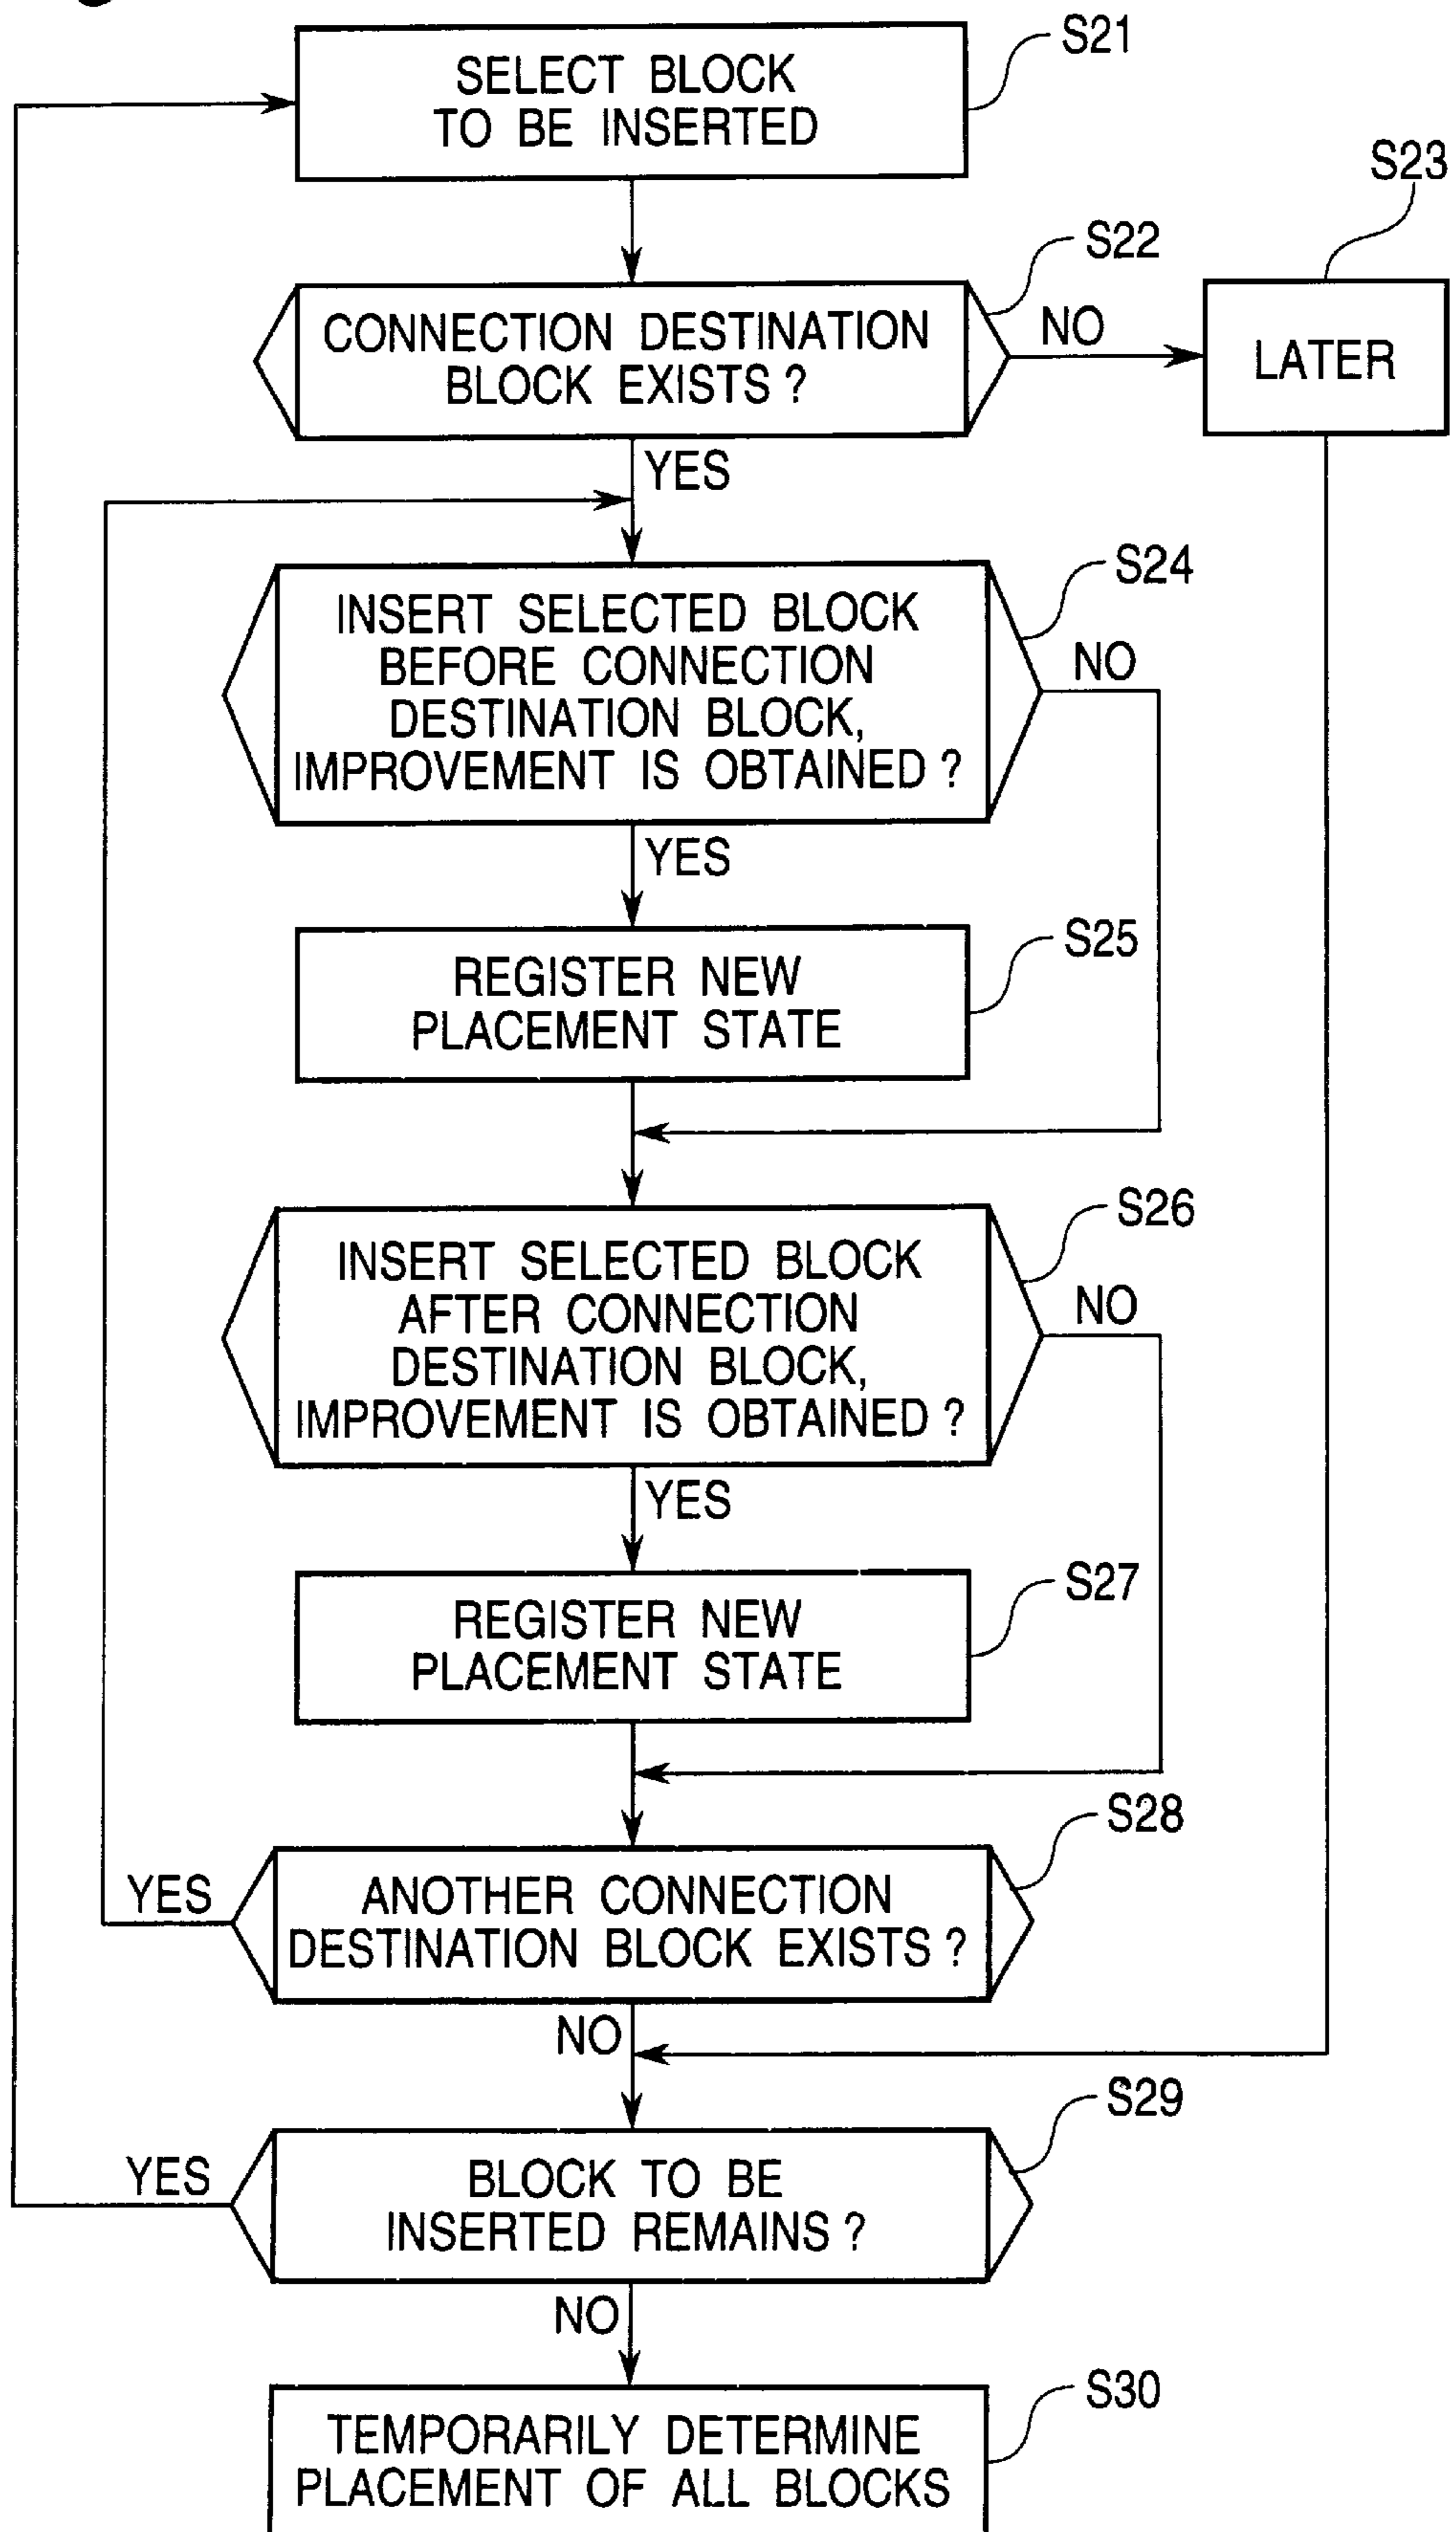 S21
SELECT BLOCK
TO BE INSERTED
S23
S22
CONNECTION DESTINATION
BLOCK EXISTS ?
NO
LATER
YES
S24
INSERT SELECTED BLOCK
BEFORE CONNECTION
DESTINATION BLOCK,
IMPROVEMENT IS OBTAINED ?
NO
YES
S25
REGISTER NEW
PLACEMENT STATE
S26
INSERT SELECTED BLOCK
AFTER CONNECTION
DESTINATION BLOCK,
IMPROVEMENT IS OBTAINED ?
NO
YES
S27
REGISTER NEW
PLACEMENT STATE
S28
YES
ANOTHER CONNECTION
DESTINATION BLOCK EXISTS ?
NO
S29
YES
BLOCK TO BE
INSERTED REMAINS ?
NO
S30
TEMPORARILY DETERMINE
PLACEMENT OF ALL BLOCKS